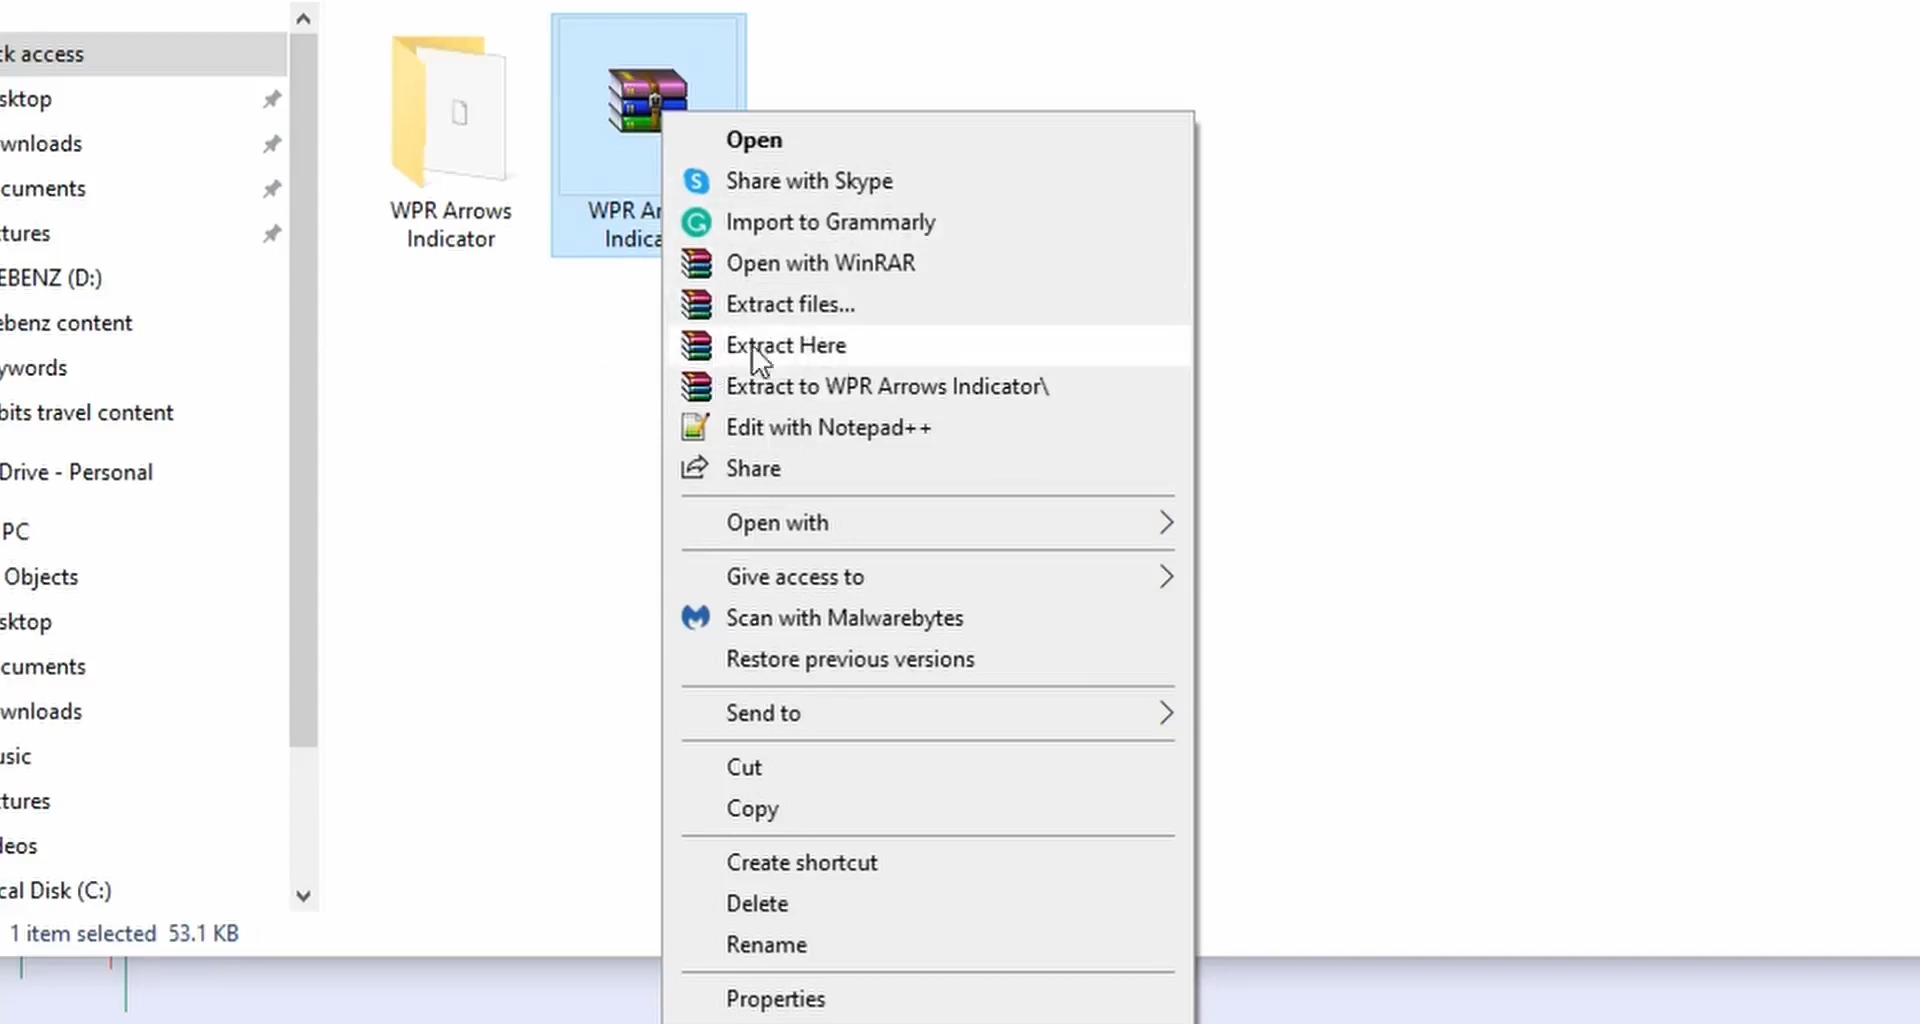 ck access
sktop
wnloads
cuments
tures
EBENZ (D:)
ebenz content
ywords
bits travel content
Drive - Personal
PC
Objects
sktop
cuments
wnloads
usic
tures
deos
cal Disk (C:)
1 item selected 53.1 KB
WPR Arrows
Indicator
WPR Ar
Indica
Open
Share with Skype
Import to Grammarly
Open with WinRAR
Extract files...
Extract Here
Extract to WPR Arrows Indicator\
Edit with Notepad++
Share
Open with
Give access to
Scan with Malwarebytes
Restore previous versions
Send to
Cut
Copy
Create shortcut
Delete
Rename
Properties